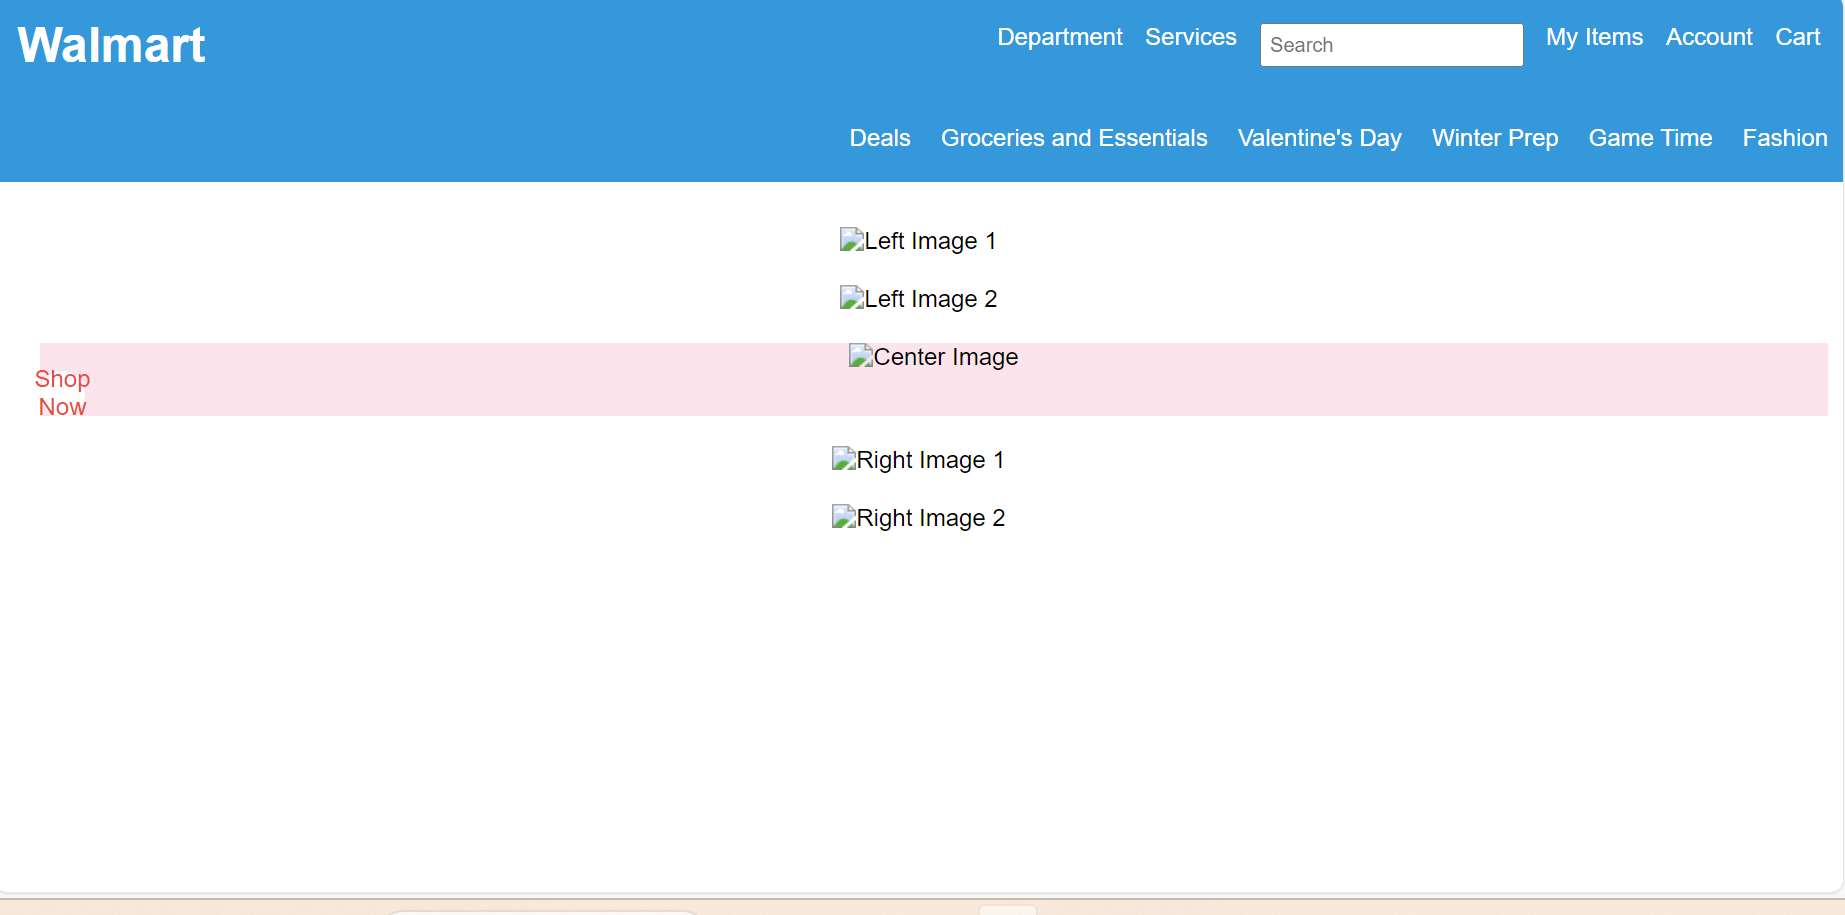 Walmart
Department Services Search My Items Account Cart
Deals Groceries and Essentials Valentine's Day Winter Prep Game Time Fashion
Left Image 1
Left Image 2
Center Image
Shop
Now
Right Image 1
Right Image 2